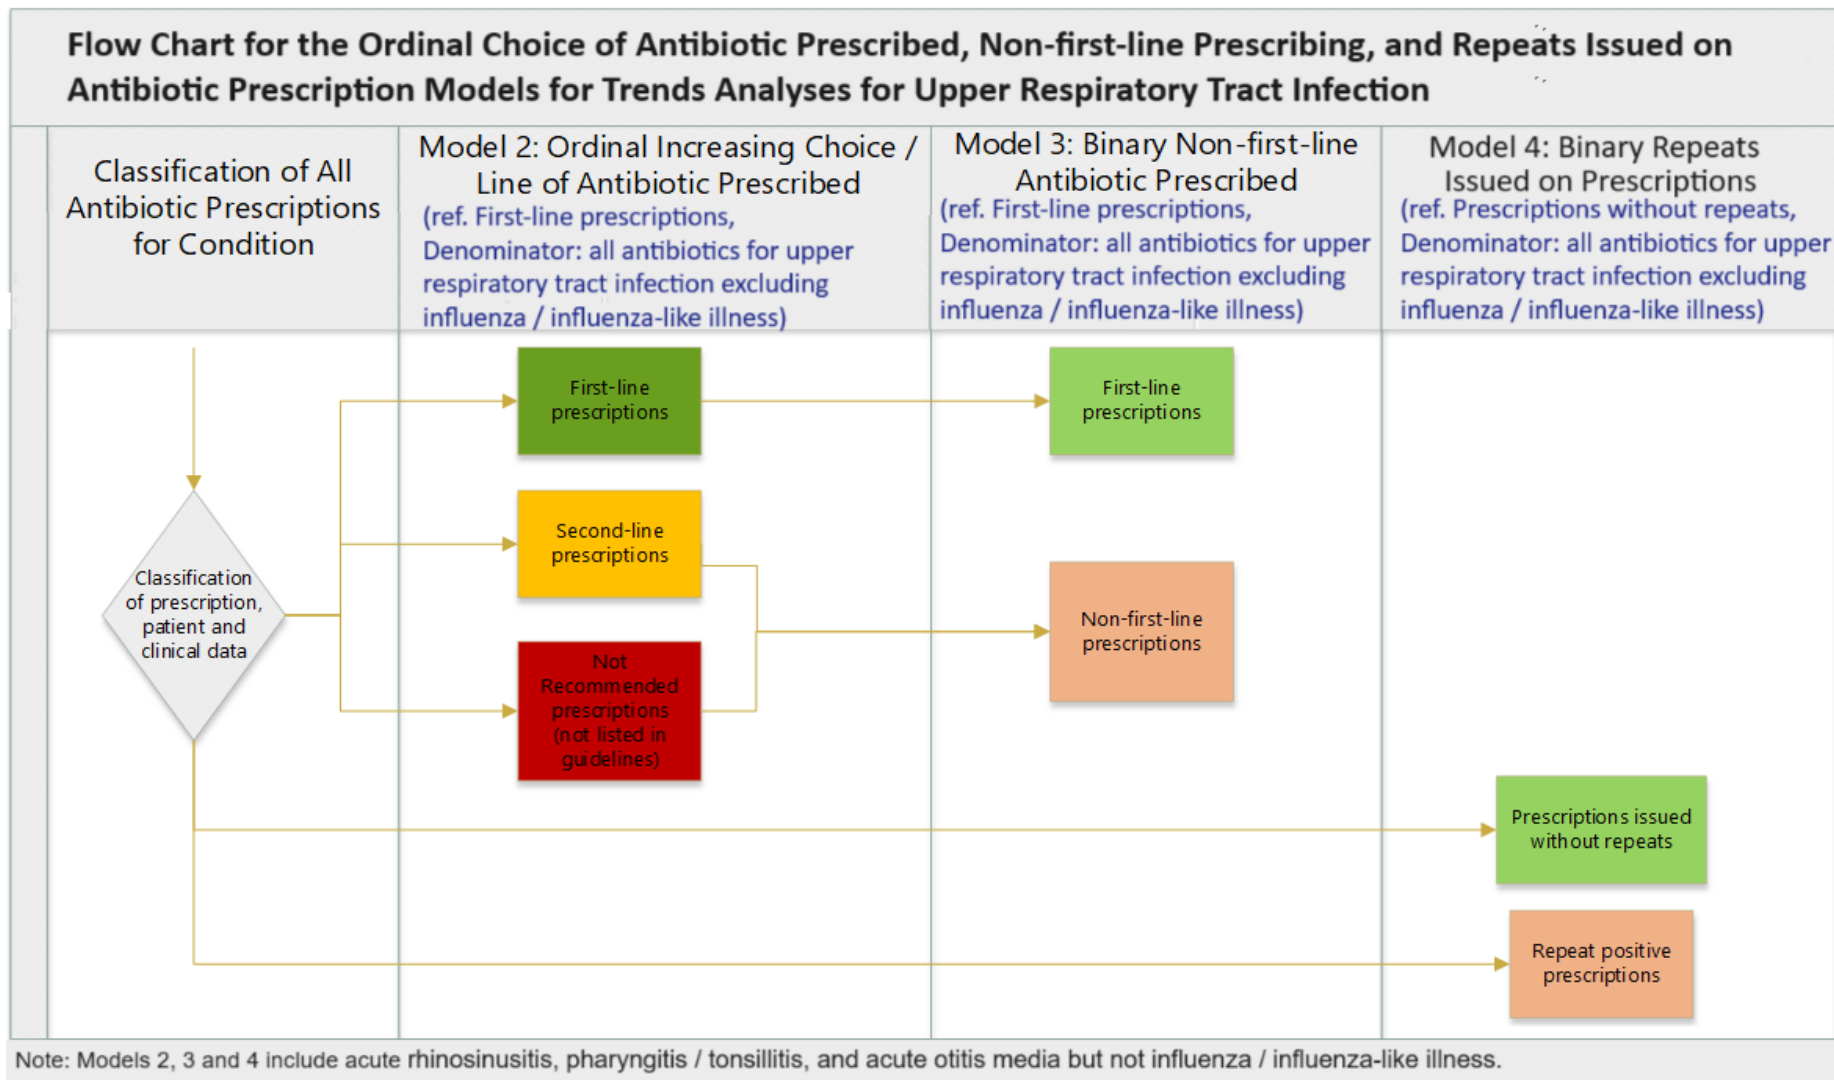 Flow Chart for the Ordinal Choice of Antibiotic Prescribed, Non-first-line Prescribing, and Repeats Issued on
Antibiotic Prescription Models for Trends Analyses for Upper Respiratory Tract Infection
Classification of All
Antibiotic Prescriptions
for Condition
Model 2: Ordinal Increasing Choice /
Line of Antibiotic Prescribed
(ref. First-line prescriptions,
Denominator: all antibiotics for upper
respiratory tract infection excluding
influenza / influenza-like illness)
Model 3: Binary Non-first-line
Antibiotic Prescribed
(ref. First-line prescriptions,
Denominator: all antibiotics for upper
respiratory tract infection excluding
influenza / influenza-like illness)
Model 4: Binary Repeats
Issued on Prescriptions
(ref. Prescriptions without repeats,
Denominator: all antibiotics for upper
respiratory tract infection excluding
influenza / influenza-like illness)
Classification
of prescription,
patient and
clinical data
First-line
prescriptions
Second-line
prescriptions
Not
Recommended
prescriptions
(not listed in
guidelines)
First-line
prescriptions
Non-first-line
prescriptions
Prescriptions issued
without repeats
Repeat positive
prescriptions
Note: Models 2, 3 and 4 include acute rhinosinusitis, pharyngitis / tonsillitis, and acute otitis media but not influenza / influenza-like illness.